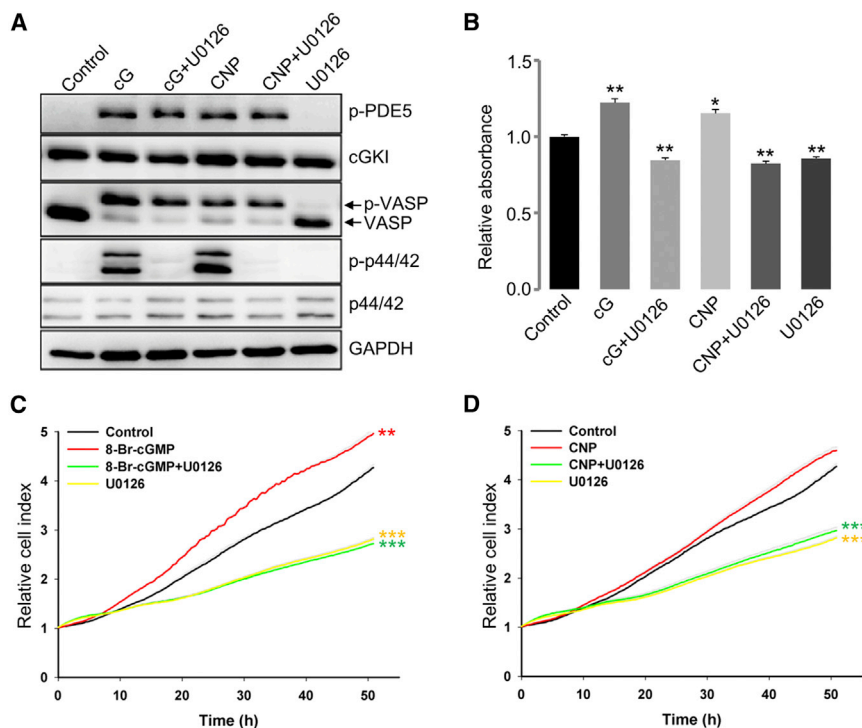 A
Control
cG
cG+U0126
CNP
CNP+U0126
U0126
p-PDE5
cGKI
p-VASP
VASP
p-p44/42
p44/42
GAPDH
B
Relative absorbance
1.5
1.0
0.5
0.0
**
**
*
**
**
Control
cG
cG+U0126
CNP
CNP+U0126
U0126
C
Relative cell index
5
4
3
2
1
0
Control
8-Br-cGMP
8-Br-cGMP+U0126
U0126
**
***
***
0 10 20 30 40 50
Time (h)
D
Relative cell index
5
4
3
2
1
0
Control
CNP
CNP+U0126
U0126
***
***
0 10 20 30 40 50
Time (h)